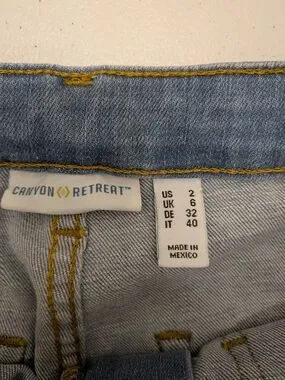 CANYON RETREAT™
US 2
UK 6
DE 32
IT 40
MADE IN
MEXICO